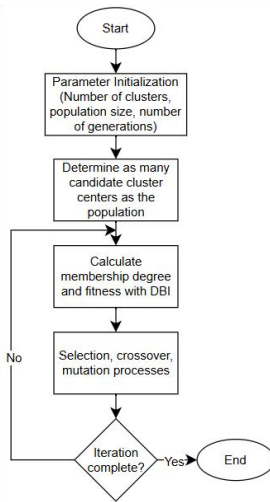 Start
Parameter Initialization
(Number of clusters,
population size, number
of generations)
Determine as many
candidate cluster
centers as the
population
Calculate
membership degree
and fitness with DBI
No
Selection, crossover,
mutation processes
Iteration
complete?
Yes
End